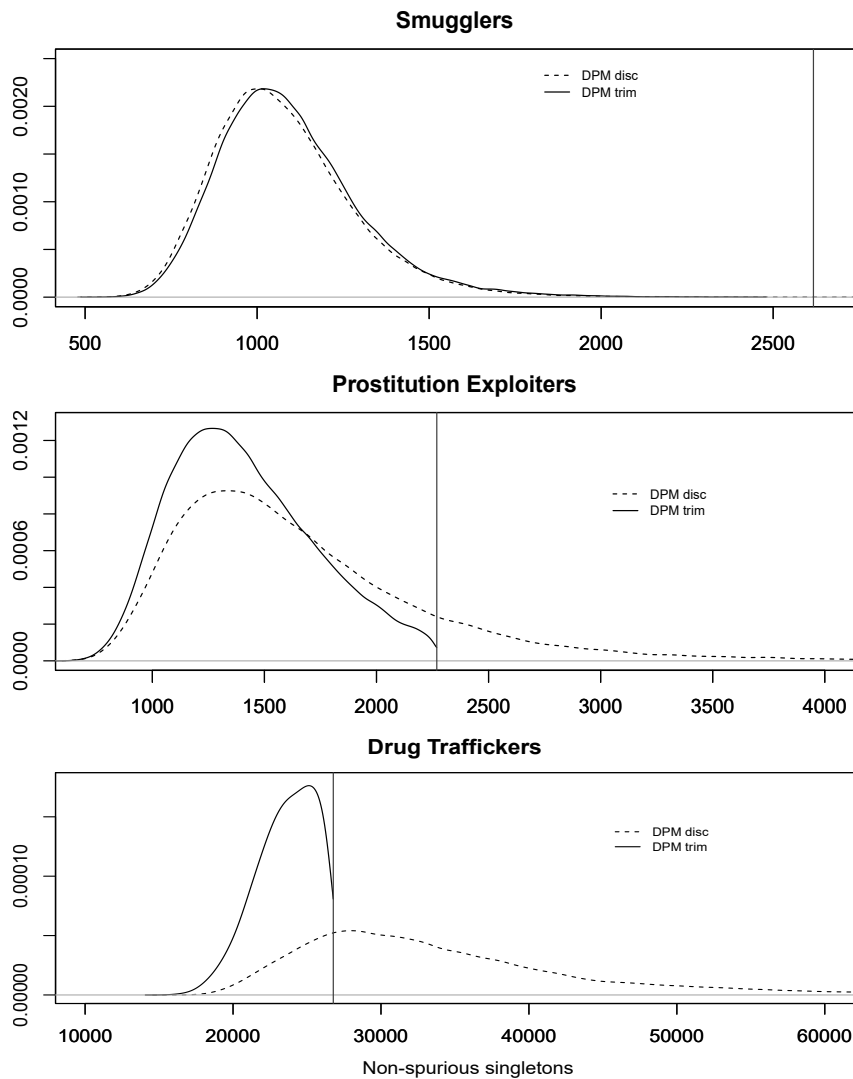 Smugglers
DPM disc
DPM trim
0.0000 0.0010 0.0020
500 1000 1500 2000 2500
Prostitution Exploiters
DPM disc
DPM trim
0.0000 0.0006 0.0012
1000 1500 2000 2500 3000 3500 4000
Drug Traffickers
DPM disc
DPM trim
0.00000 0.00010
10000 20000 30000 40000 50000 60000
Non-spurious singletons